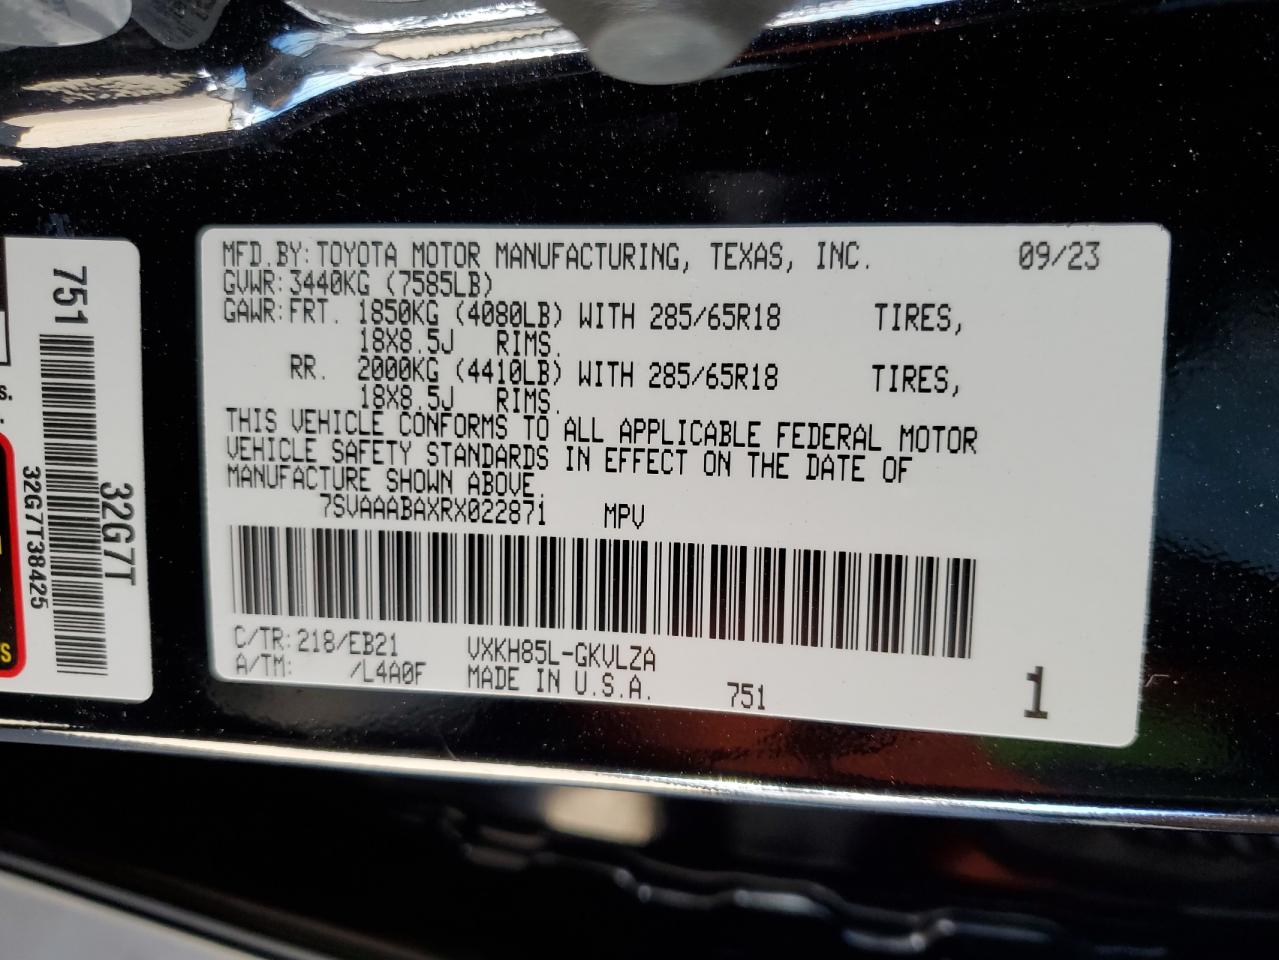 MFD.BY: TOYOTA MOTOR MANUFACTURING, TEXAS, INC. 09/23
GVWR: 3440KG (7585LB)
GAWR: FRT. 1850KG (4080LB) WITH 285/65R18 TIRES,
18X8.5J RIMS.
RR. 2000KG (4410LB) WITH 285/65R18 TIRES,
18X8.5J RIMS.
THIS VEHICLE CONFORMS TO ALL APPLICABLE FEDERAL MOTOR
VEHICLE SAFETY STANDARDS IN EFFECT ON THE DATE OF
MANUFACTURE SHOWN ABOVE.
7SVAAABAXRX022871 MPV
C/TR: 218/EB21 VXKH85L-GKVLZA
A/TM: /L4A0F MADE IN U.S.A. 751 1
751
32G7T
32G7T38425